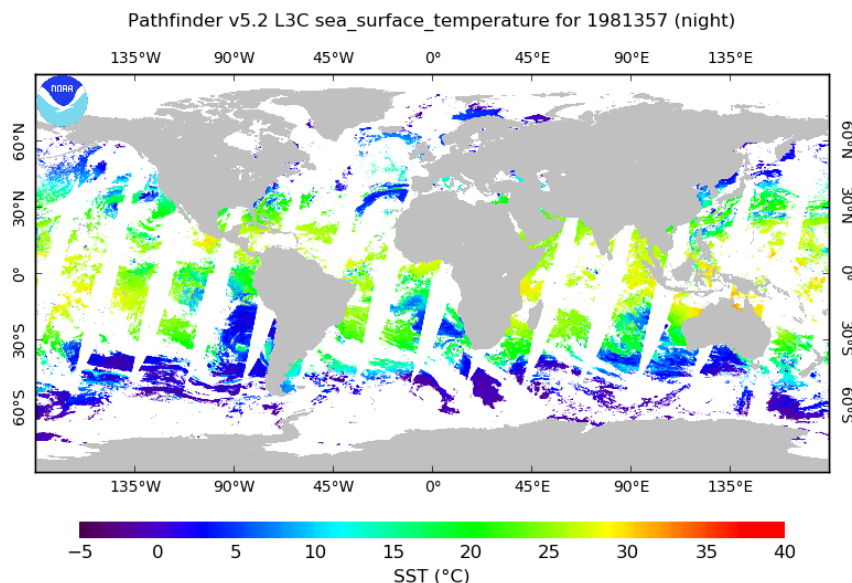 Pathfinder v5.2 L3C sea_surface_temperature for 1981357 (night)
135°W 90°W 45°W 0° 45°E 90°E 135°E
NOAA
60°N 60°N
30°N 30°N
0° 0°
30°S 30°S
60°S 60°S
135°W 90°W 45°W 0° 45°E 90°E 135°E
−5 0 5 10 15 20 25 30 35 40
SST (°C)